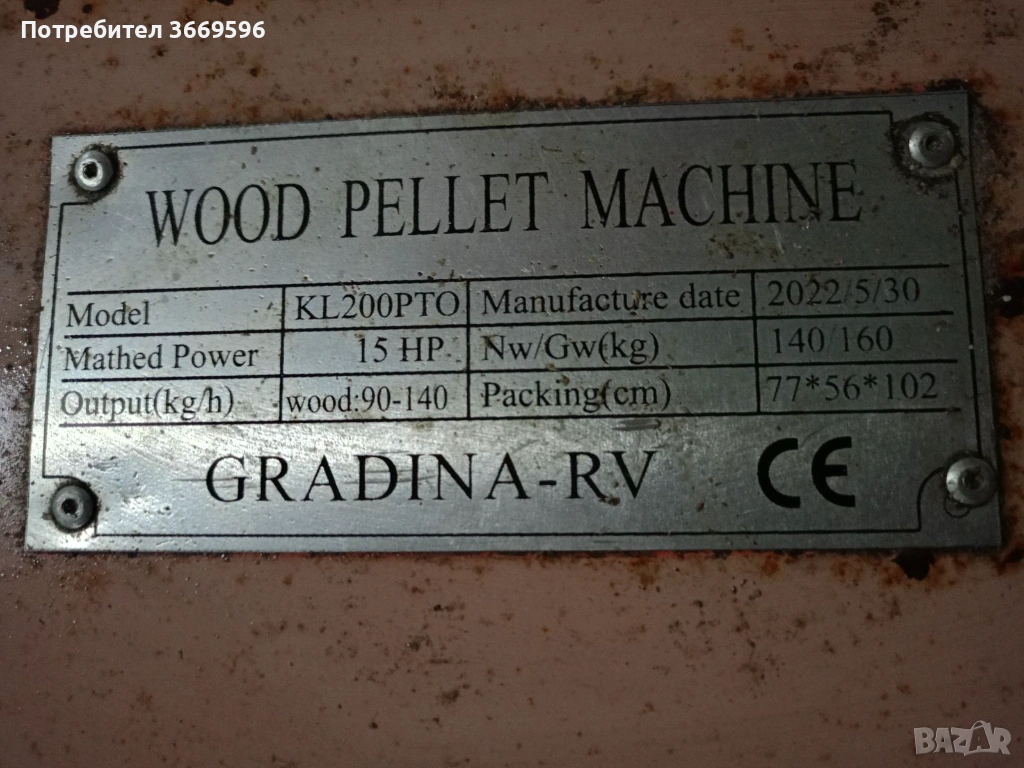 Потребител 3669596
WOOD PELLET MACHINE
Model KL200PTO Manufacture date 2022/5/30
Mathed Power 15 HP Nw/Gw(kg) 140/160
Output(kg/h) wood:90-140 Packing(cm) 77*56*102
GRADINA-RV CE
BAZAR